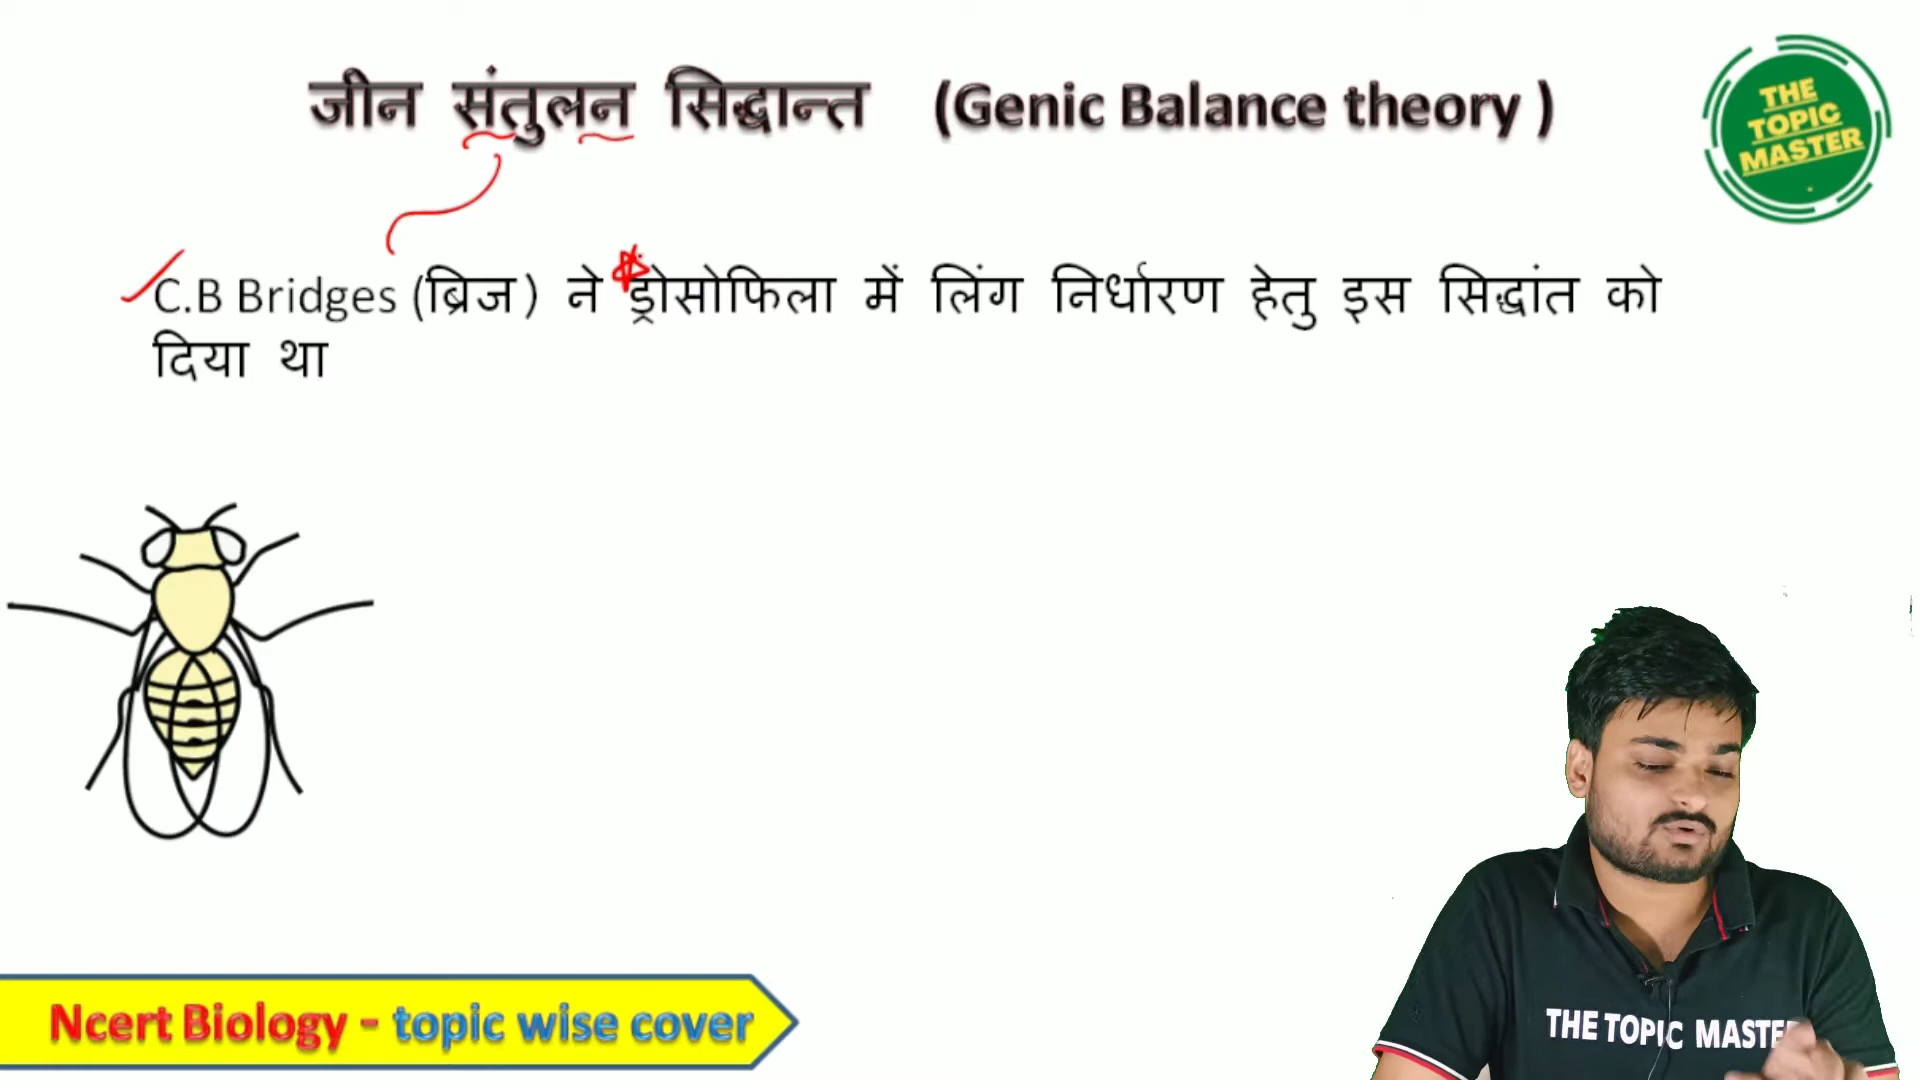 जीन संतुलन सिद्धान्त (Genic Balance theory )
THE
TOPIC
MASTER
C.B Bridges (ब्रिज) ने ड्रोसोफिला में लिंग निर्धारण हेतु इस सिद्धांत को
दिया था
Ncert Biology - topic wise cover
THE TOPIC MASTE